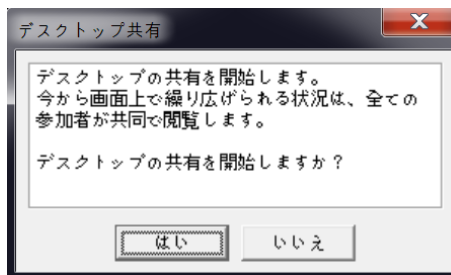 デスクトップ共有
デスクトップの共有を開始します。
今から画面上で繰り広げられる状況は、全ての
参加者が共同で閲覧します。
デスクトップの共有を開始しますか？
はい いいえ